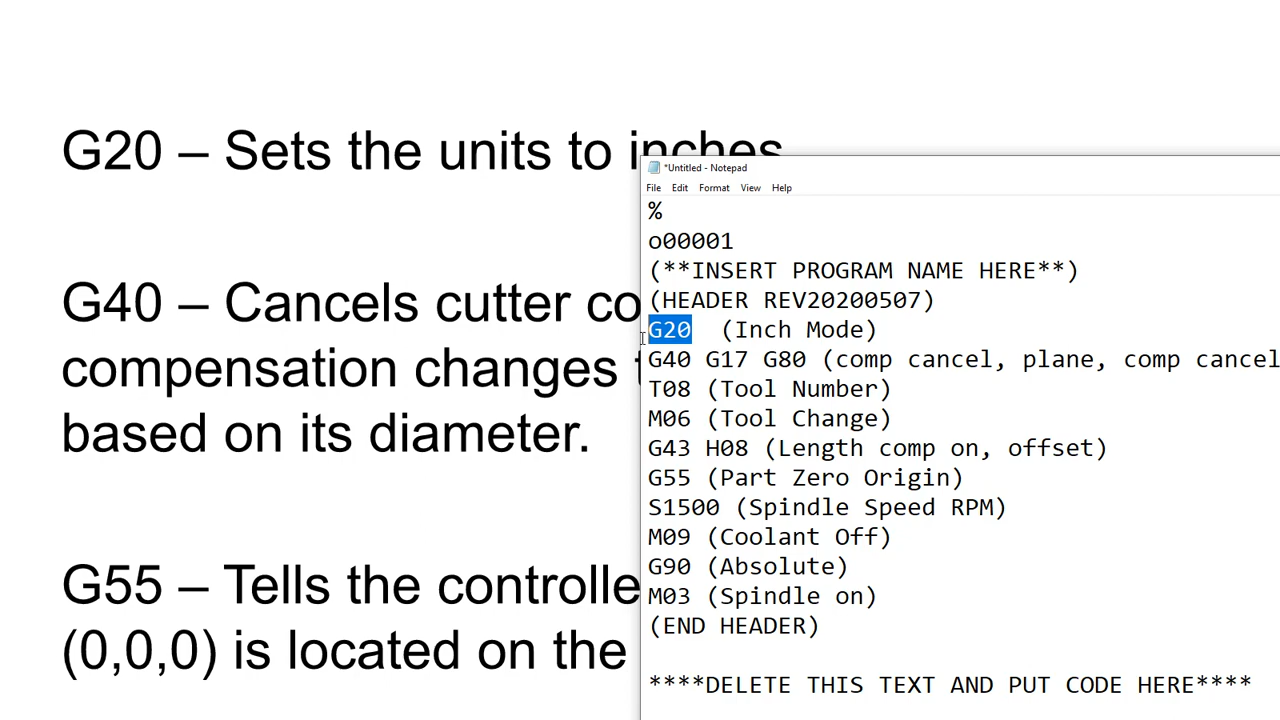 G20 – Sets the units to inches
G40 – Cancels cutter co
compensation changes
based on its diameter.
G55 – Tells the controlle
(0,0,0) is located on the
*Untitled - Notepad
File Edit Format View Help
%
o00001
(**INSERT PROGRAM NAME HERE**)
(HEADER REV20200507)
G20 (Inch Mode)
G40 G17 G80 (comp cancel, plane, comp cancel
T08 (Tool Number)
M06 (Tool Change)
G43 H08 (Length comp on, offset)
G55 (Part Zero Origin)
S1500 (Spindle Speed RPM)
M09 (Coolant Off)
G90 (Absolute)
M03 (Spindle on)
(END HEADER)
****DELETE THIS TEXT AND PUT CODE HERE****